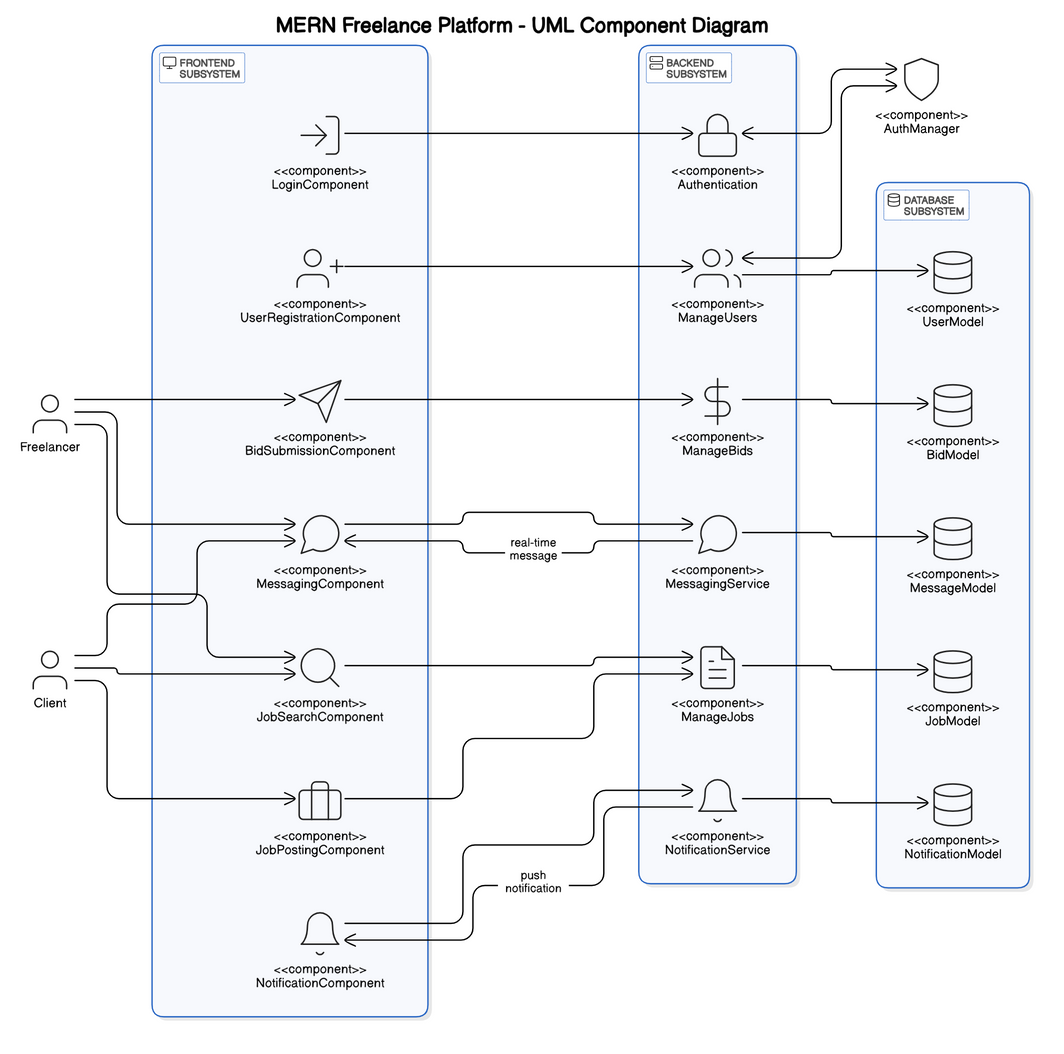 MERN Freelance Platform - UML Component Diagram
FRONTEND
SUBSYSTEM
BACKEND
SUBSYSTEM
<<component>>
AuthManager
<<component>>
LoginComponent
<<component>>
Authentication
DATABASE
SUBSYSTEM
<<component>>
UserRegistrationComponent
<<component>>
ManageUsers
<<component>>
UserModel
Freelancer
<<component>>
BidSubmissionComponent
<<component>>
ManageBids
<<component>>
BidModel
real-time
message
<<component>>
MessagingComponent
<<component>>
MessagingService
<<component>>
MessageModel
Client
<<component>>
JobSearchComponent
<<component>>
ManageJobs
<<component>>
JobModel
<<component>>
JobPostingComponent
<<component>>
NotificationService
<<component>>
NotificationModel
push
notification
<<component>>
NotificationComponent